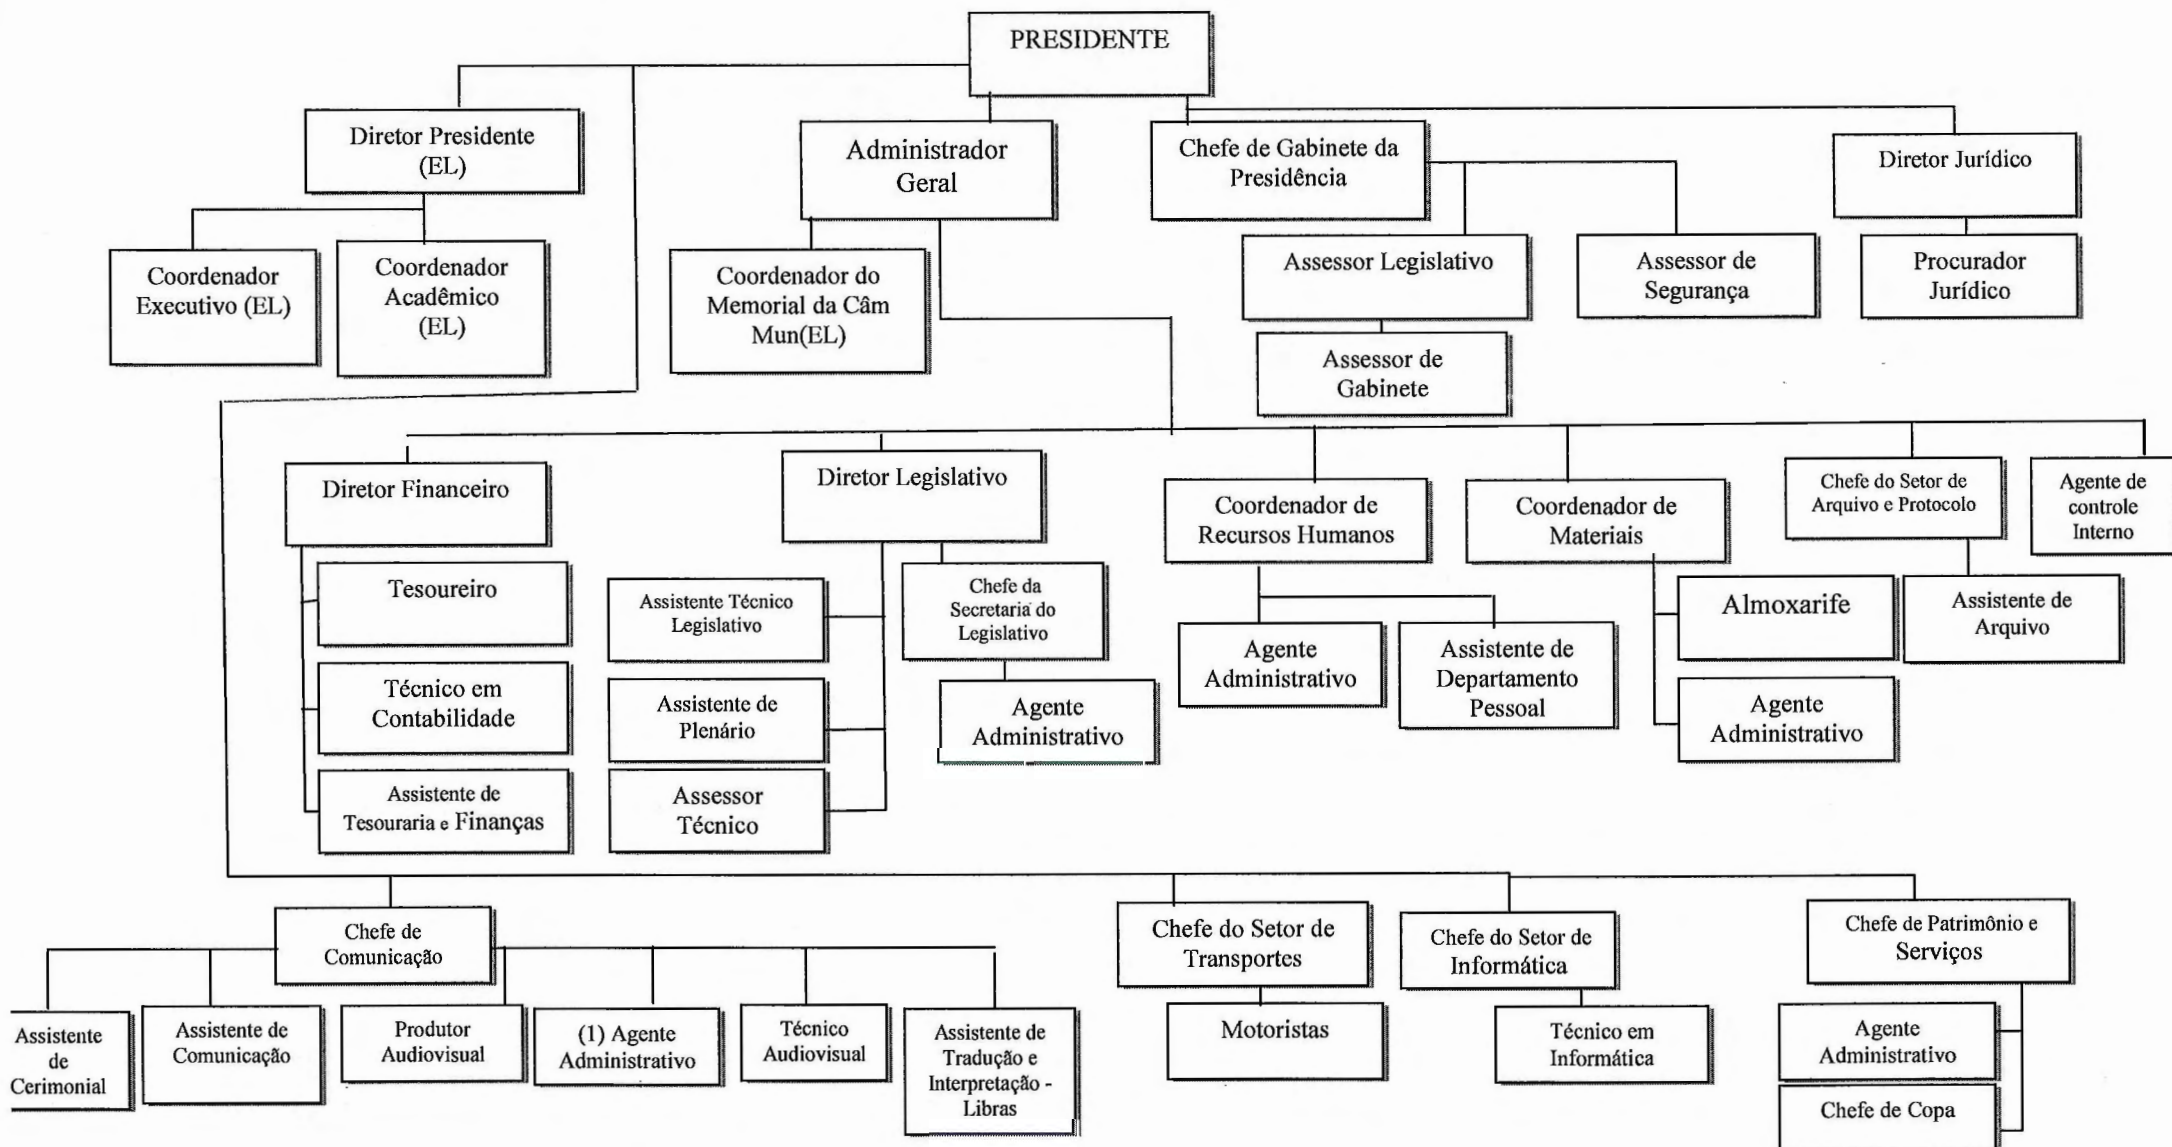 PRESIDENTE
Diretor Presidente
(EL)
Administrador
Geral
Chefe de Gabinete da
Presidência
Diretor Jurídico
Coordenador
Executivo (EL)
Coordenador
Acadêmico
(EL)
Coordenador do
Memorial da Câm
Mun(EL)
Assessor Legislativo
Assessor de
Segurança
Procurador
Jurídico
Assessor de
Gabinete
Diretor Financeiro
Diretor Legislativo
Coordenador de
Recursos Humanos
Coordenador de
Materiais
Chefe do Setor de
Arquivo e Protocolo
Agente de
controle
Interno
Tesoureiro
Técnico em
Contabilidade
Assistente de
Tesouraria e Finanças
Assistente Técnico
Legislativo
Assistente de
Plenário
Assessor
Técnico
Chefe da
Secretaria do
Legislativo
Agente
Administrativo
Agente
Administrativo
Assistente de
Departamento
Pessoal
Almoxarife
Agente
Administrativo
Assistente de
Arquivo
Chefe de
Comunicação
Chefe do Setor de
Transportes
Chefe do Setor de
Informática
Chefe de Patrimônio e
Serviços
Assistente
de
Cerimonial
Assistente de
Comunicação
Produtor
Audiovisual
(1) Agente
Administrativo
Técnico
Audiovisual
Assistente de
Tradução e
Interpretação -
Libras
Motoristas
Técnico em
Informática
Agente
Administrativo
Chefe de Copa